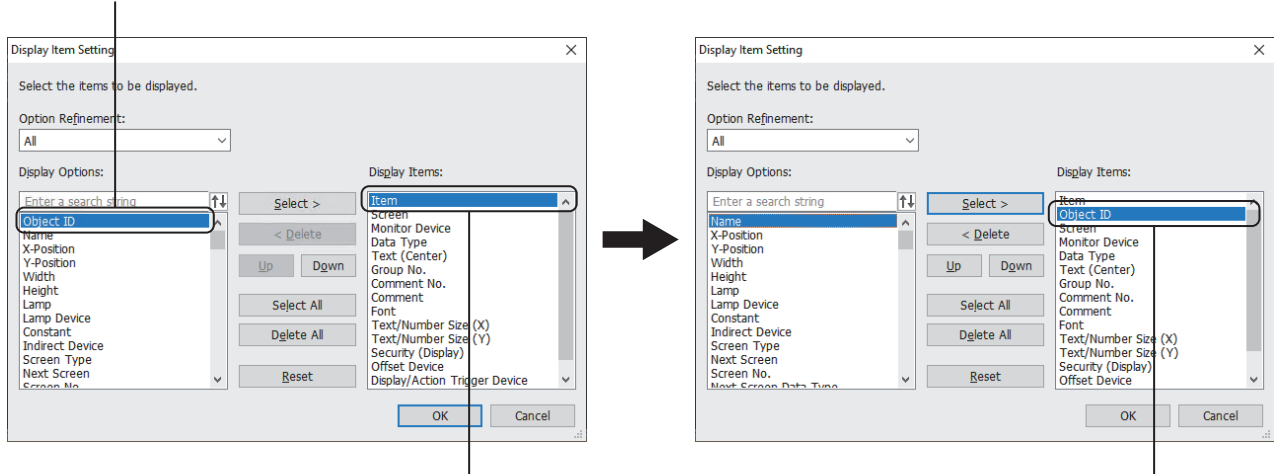 Display Item Setting
Select the items to be displayed.
Option Refinement:
All
Display Options:
Enter a search string
Object ID
Name
X-Position
Y-Position
Width
Height
Lamp
Lamp Device
Constant
Indirect Device
Screen Type
Next Screen
Screen No.
Select >
< Delete
Up Down
Select All
Delete All
Reset
Display Items:
Item
Screen
Monitor Device
Data Type
Text (Center)
Group No.
Comment No.
Comment
Font
Text/Number Size (X)
Text/Number Size (Y)
Security (Display)
Offset Device
Display/Action Trigger Device
OK Cancel
Display Item Setting
Select the items to be displayed.
Option Refinement:
All
Display Options:
Enter a search string
Name
X-Position
Y-Position
Width
Height
Lamp
Lamp Device
Constant
Indirect Device
Screen Type
Next Screen
Screen No.
Next Screen Data Type
Select >
< Delete
Up Down
Select All
Delete All
Reset
Display Items:
Item
Object ID
Screen
Monitor Device
Data Type
Text (Center)
Group No.
Comment No.
Comment
Font
Text/Number Size (X)
Text/Number Size (Y)
Security (Display)
Offset Device
OK Cancel